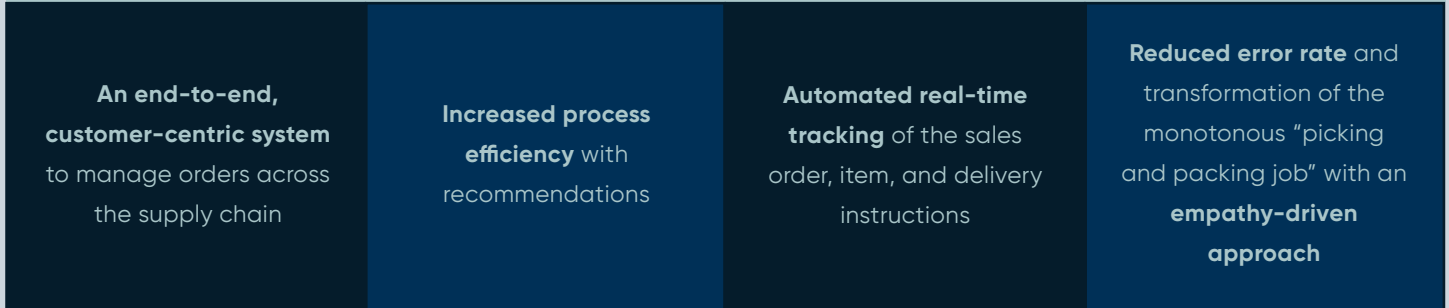 An end-to-end,
customer-centric system
to manage orders across
the supply chain
Increased process
efficiency with
recommendations
Automated real-time
tracking of the sales
order, item, and delivery
instructions
Reduced error rate and
transformation of the
monotonous “picking
and packing job” with an
empathy-driven
approach